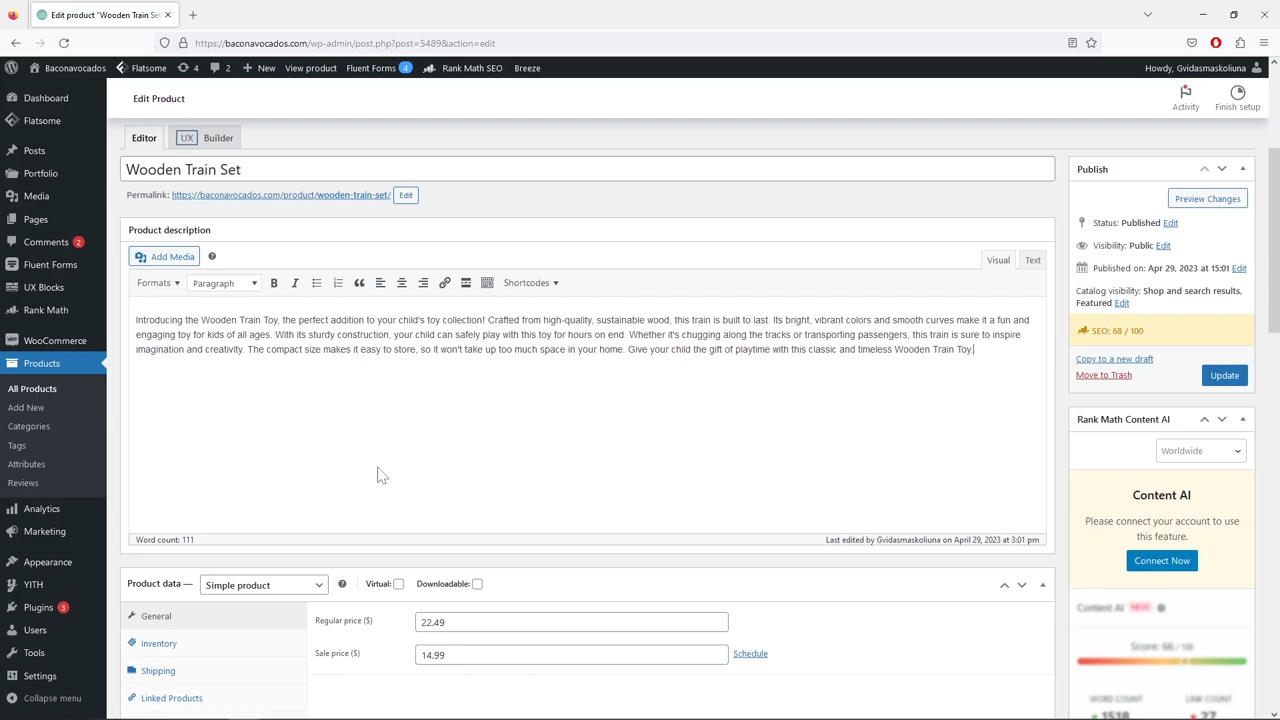 Edit product "Wooden Train Set
https://baconavocados.com/wp-admin/post.php?post=5489&action=edit
Baconavocados Flatsome 4 2 New View product Fluent Forms 4 Rank Math SEO Breeze Howdy, Gvidasmaskoliuna
Dashboard
Flatsome
Posts
Portfolio
Media
Pages
Comments 2
Fluent Forms
UX Blocks
Rank Math
WooCommerce
Products
All Products
Add New
Categories
Tags
Attributes
Reviews
Analytics
Marketing
Appearance
YITH
Plugins 3
Users
Tools
Settings
Collapse menu
Edit Product
Activity
Finish setup
Editor UX Builder
Wooden Train Set
Permalink: https://baconavocados.com/product/wooden-train-set/ Edit
Product description
Add Media
Visual Text
Formats Paragraph B I Shortcodes
Introducing the Wooden Train Toy, the perfect addition to your child's toy collection! Crafted from high-quality, sustainable wood, this train is built to last. Its bright, vibrant colors and smooth curves make it a fun and
engaging toy for kids of all ages. With its sturdy construction, your child can safely play with this toy for hours on end. Whether it's chugging along the tracks or transporting passengers, this train is sure to inspire
imagination and creativity. The compact size makes it easy to store, so it won't take up too much space in your home. Give your child the gift of playtime with this classic and timeless Wooden Train Toy.
Word count: 111
Last edited by Gvidasmaskoliuna on April 29, 2023 at 3:01 pm
Product data — Simple product Virtual: Downloadable:
General
Inventory
Shipping
Linked Products
Regular price ($) 22.49
Sale price ($) 14.99 Schedule
Publish
Preview Changes
Status: Published Edit
Visibility: Public Edit
Published on: Apr 29, 2023 at 15:01 Edit
Catalog visibility: Shop and search results,
Featured Edit
SEO: 68 / 100
Copy to a new draft
Move to Trash
Update
Rank Math Content AI
Worldwide
Content AI
Please connect your account to use
this feature.
Connect Now
Content AI NEW!
Score: 66 / 100
WORD COUNT LINK COUNT
1518 27